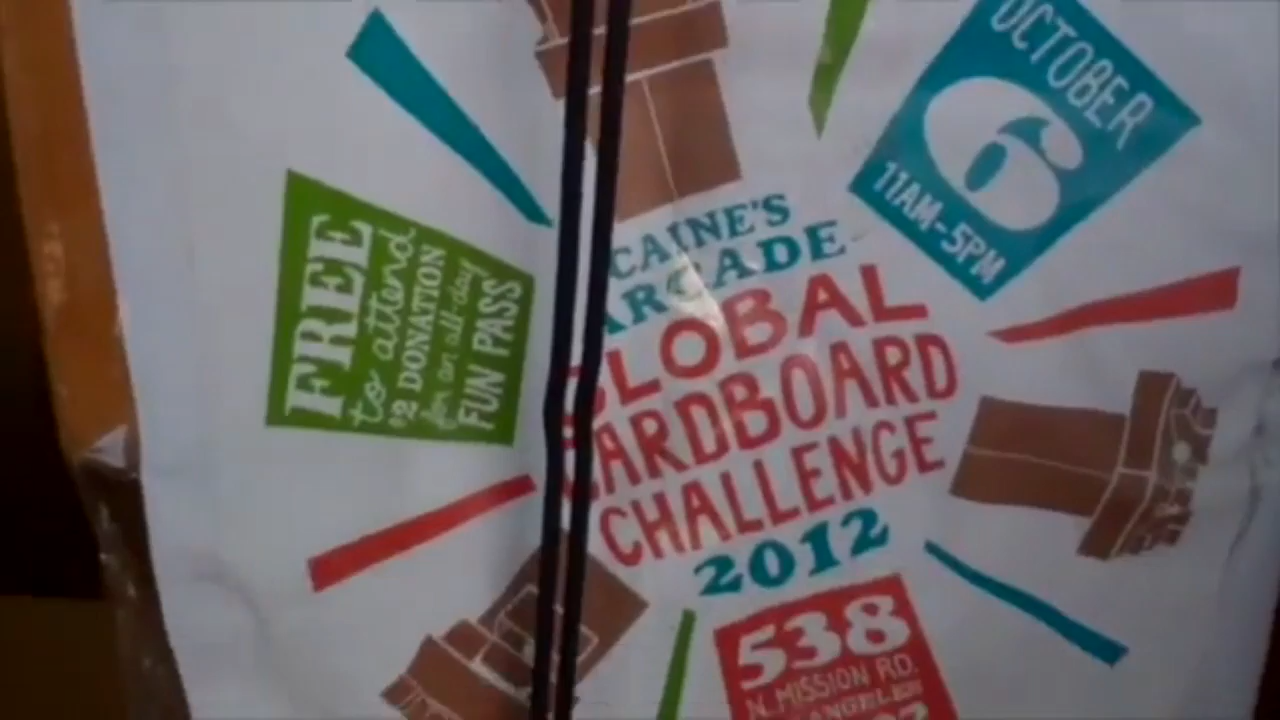 OCTOBER
6
11AM-5PM
FREE
to attend
$2 DONATION
for an all-day
FUN PASS
CAINE'S
ARCADE
GLOBAL
CARDBOARD
CHALLENGE
2012
538
N. MISSION RD.